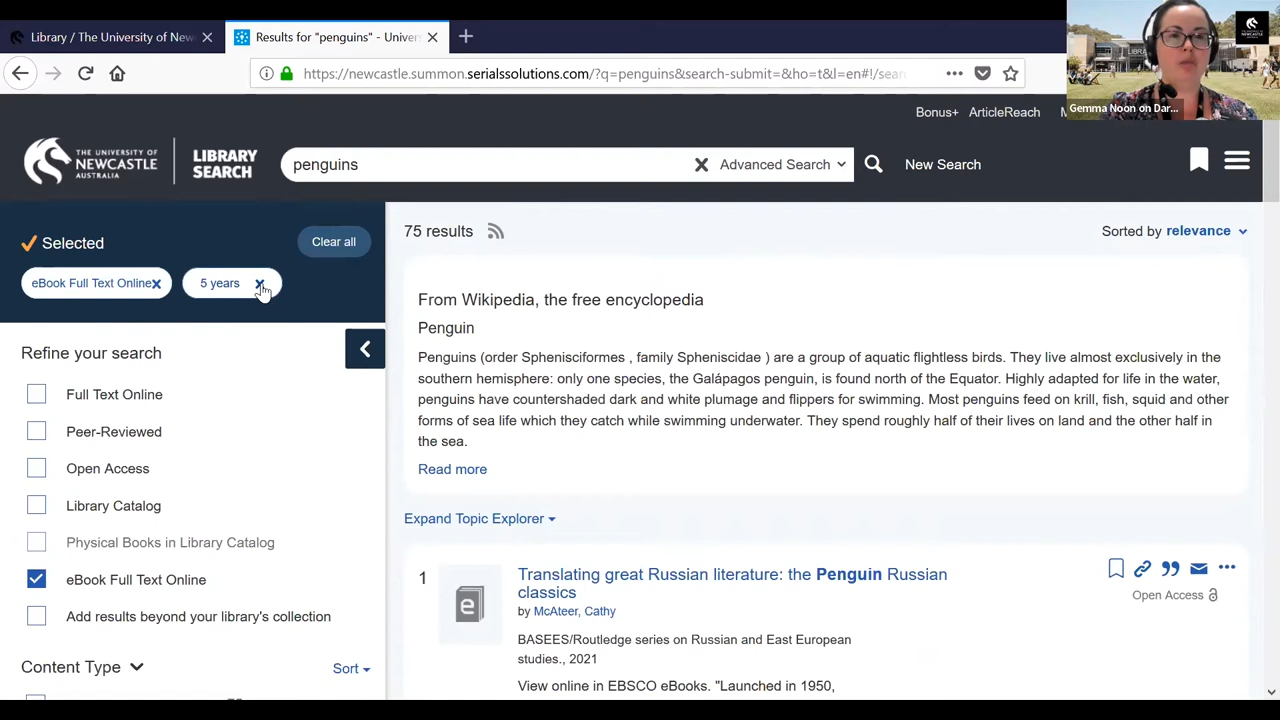 Library / The University of New
Results for "penguins" - Univer
https://newcastle.summon.serialssolutions.com/?q=penguins&search-submit=&ho=t&l=en#!/sear
LIBRA
Gemma Noon on Dar...
Bonus+ ArticleReach M
THE UNIVERSITY OF
NEWCASTLE
AUSTRALIA
LIBRARY
SEARCH
penguins
Advanced Search
New Search
Selected
Clear all
eBook Full Text Online
5 years
75 results
Sorted by relevance
From Wikipedia, the free encyclopedia
Penguin
Penguins (order Sphenisciformes , family Spheniscidae ) are a group of aquatic flightless birds. They live almost exclusively in the
southern hemisphere: only one species, the Galápagos penguin, is found north of the Equator. Highly adapted for life in the water,
penguins have countershaded dark and white plumage and flippers for swimming. Most penguins feed on krill, fish, squid and other
forms of sea life which they catch while swimming underwater. They spend roughly half of their lives on land and the other half in
the sea.
Read more
Refine your search
Full Text Online
Peer-Reviewed
Open Access
Library Catalog
Physical Books in Library Catalog
eBook Full Text Online
Add results beyond your library's collection
Content Type
Sort
Expand Topic Explorer
1
Translating great Russian literature: the Penguin Russian
classics
by McAteer, Cathy
Open Access
BASEES/Routledge series on Russian and East European
studies., 2021
View online in EBSCO eBooks. "Launched in 1950,